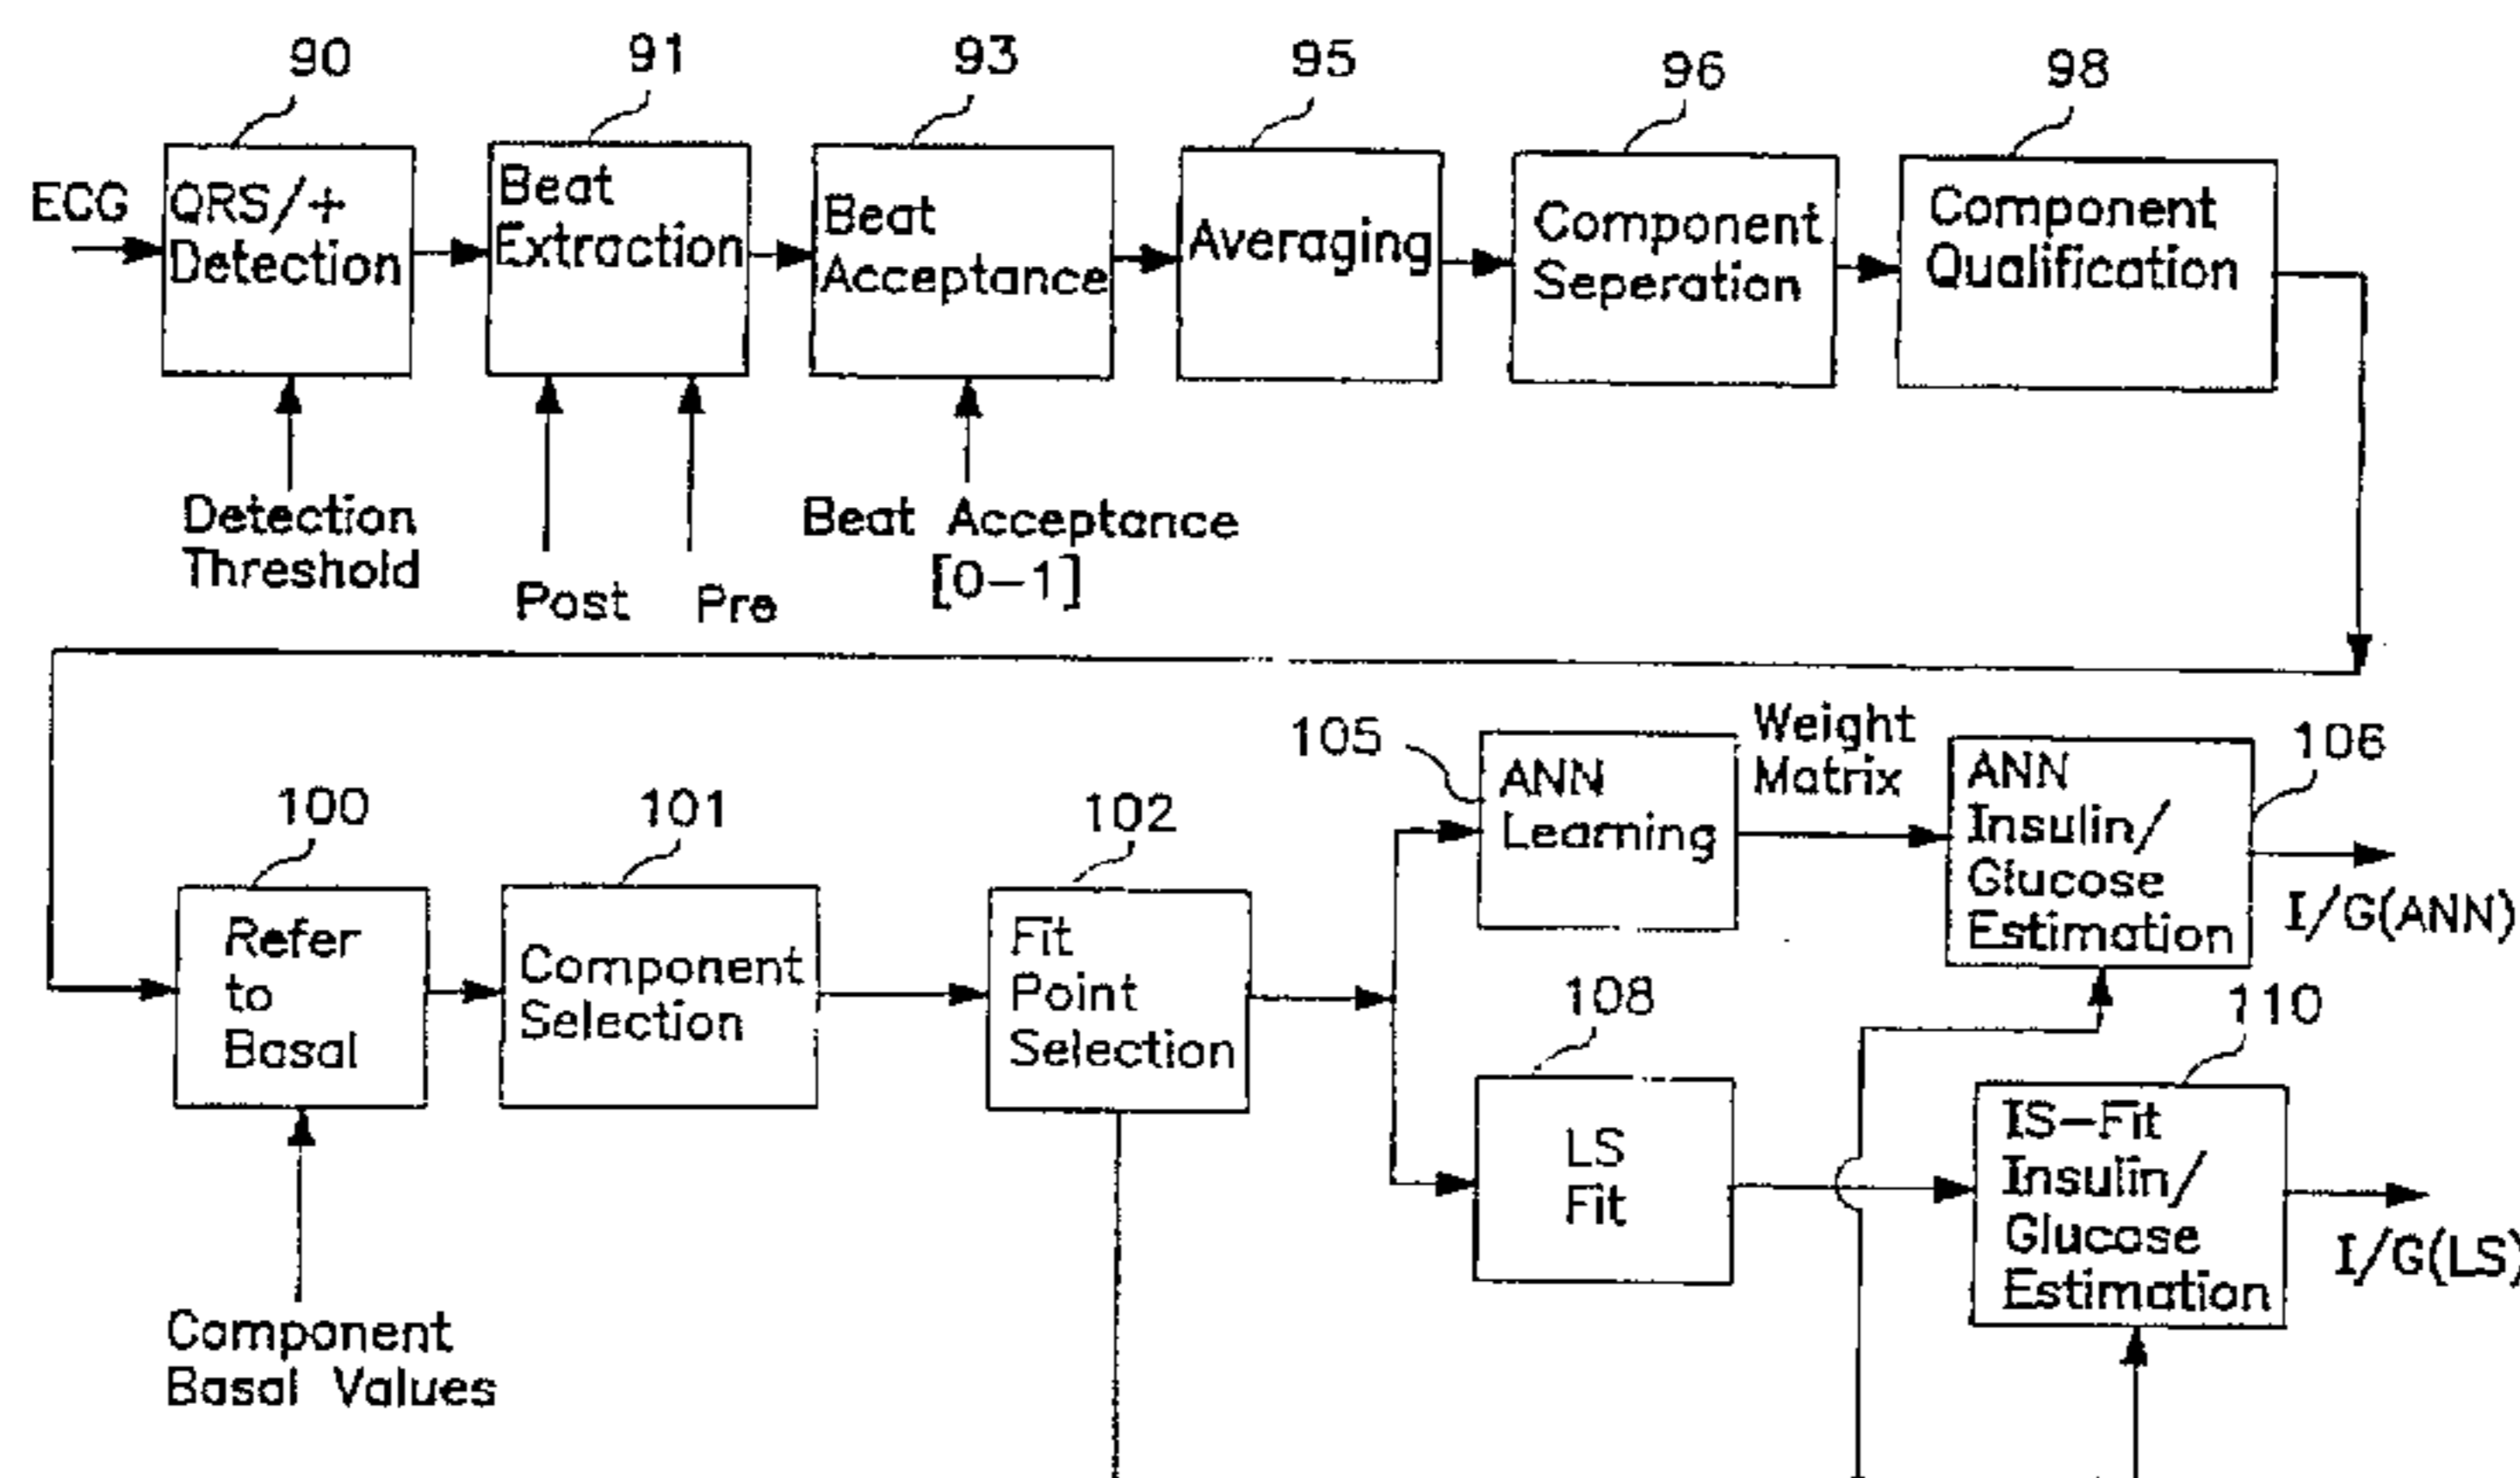 90
91
93
95
96
98
ECG
QRS/+
Detection
Beat
Extraction
Beat
Acceptance
Averaging
Component
Seperation
Component
Qualification
Detection
Threshold
Post
Pre
Beat Acceptance
[0-1]
100
101
102
105
Weight
Matrix
106
Refer
to
Basal
Component
Selection
Fit
Point
Selection
ANN
Learning
ANN
Insulin/
Glucose
Estimation
I/G(ANN)
108
110
LS
Fit
IS-Fit
Insulin/
Glucose
Estimation
I/G(LS)
Component
Basal Values